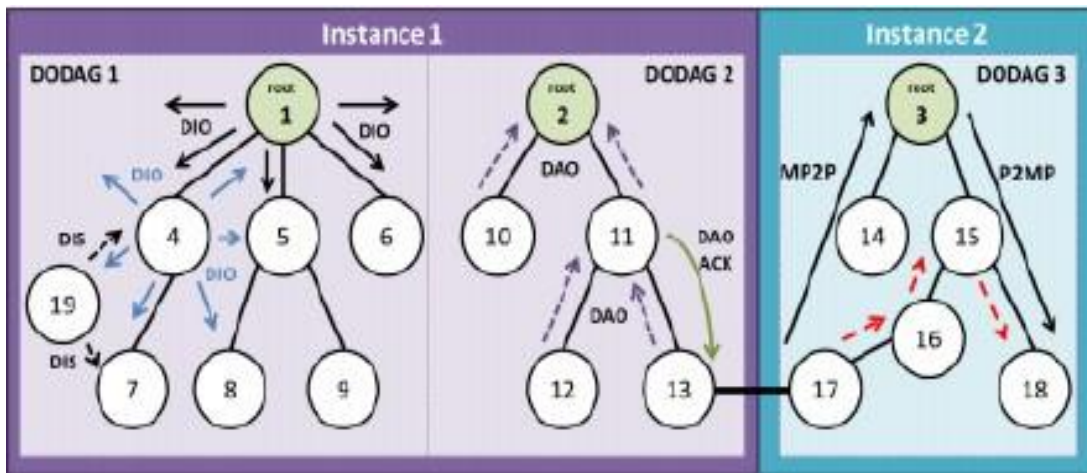 Instance 1
Instance 2
DODAG 1
DODAG 2
DODAG 3
root
1
root
2
root
3
DIO
DIO
DIO
DAO
MP2P
P2MP
DIS
4
5
6
10
11
DAO
ACK
14
15
DIO
19
DAO
16
DIS
7
8
9
12
13
17
18